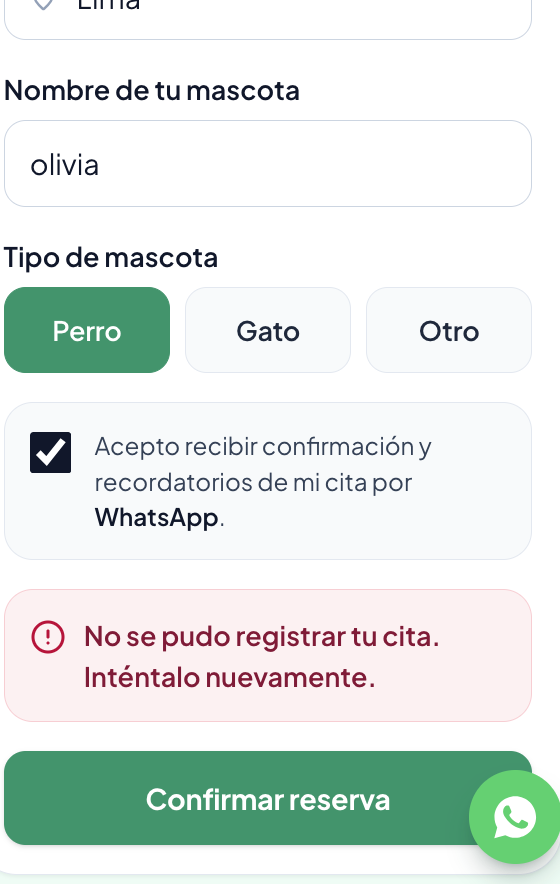 Lima
Nombre de tu mascota
olivia
Tipo de mascota
Perro
Gato
Otro
Acepto recibir confirmación y
recordatorios de mi cita por
WhatsApp.
No se pudo registrar tu cita.
Inténtalo nuevamente.
Confirmar reserva